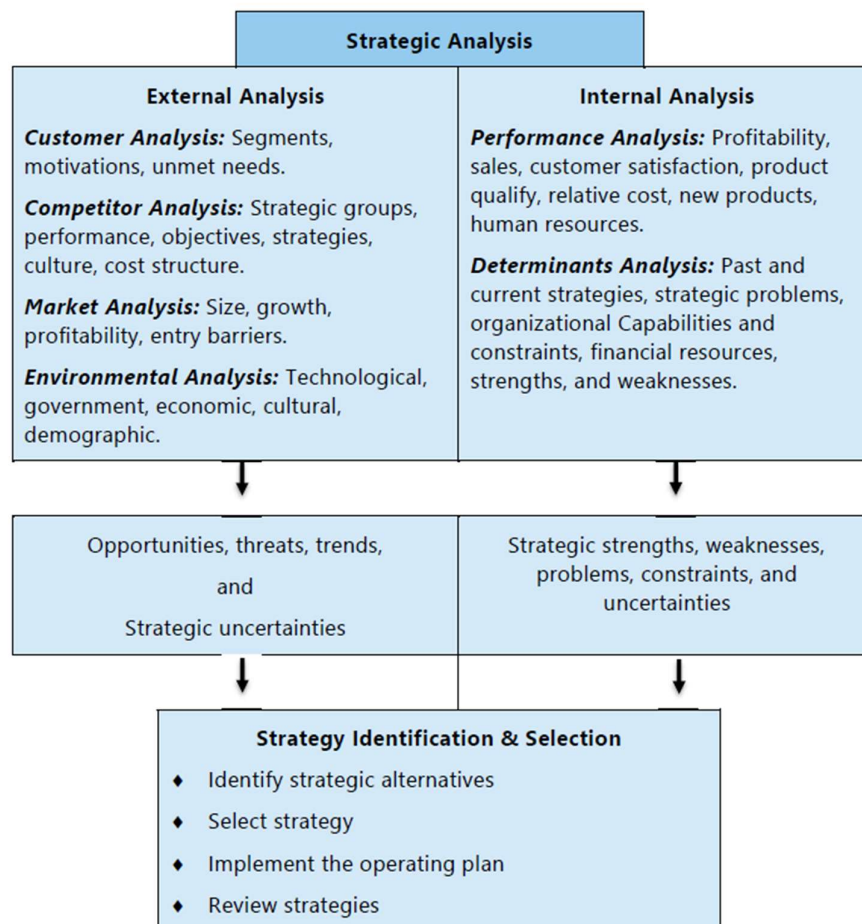 Strategic Analysis
External Analysis
Customer Analysis: Segments,
motivations, unmet needs.
Competitor Analysis: Strategic groups,
performance, objectives, strategies,
culture, cost structure.
Market Analysis: Size, growth,
profitability, entry barriers.
Environmental Analysis: Technological,
government, economic, cultural,
demographic.
Internal Analysis
Performance Analysis: Profitability,
sales, customer satisfaction, product
qualify, relative cost, new products,
human resources.
Determinants Analysis: Past and
current strategies, strategic problems,
organizational Capabilities and
constraints, financial resources,
strengths, and weaknesses.
Opportunities, threats, trends,
and
Strategic uncertainties
Strategic strengths, weaknesses,
problems, constraints, and
uncertainties
Strategy Identification & Selection
♦ Identify strategic alternatives
♦ Select strategy
♦ Implement the operating plan
♦ Review strategies